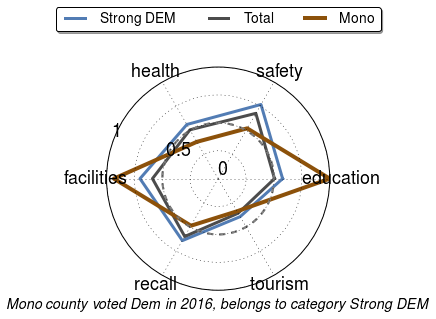 Strong DEM Total Mono
health safety
1
0.5
0
facilities education
recall tourism
Mono county voted Dem in 2016, belongs to category Strong DEM